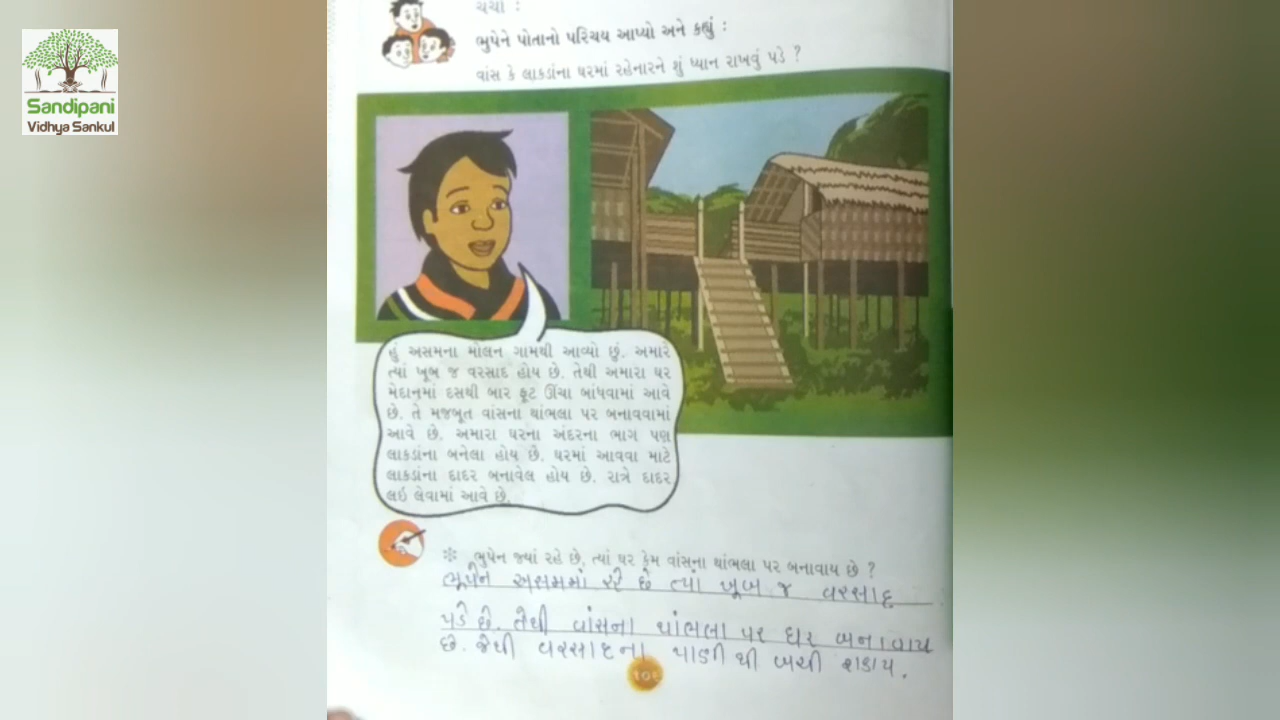 Sandipani
Vidhya Sankul
ચર્ચા :
ભુપેને પોતાનો પરિચય આપ્યો અને કહ્યું :
વાંસ કે લાકડાંના ઘરમાં રહેનારને શું ધ્યાન રાખવું પડે ?
હું અસમના મોલન ગામથી આવ્યો છું. અમારે
ત્યાં ખૂબ જ વરસાદ હોય છે. તેથી અમારા ઘર
મેદાનમાં દસથી બાર ફૂટ ઊંચા બાંધવામાં આવે
છે. તે મજબૂત વાંસના થાંભલા પર બનાવવામાં
આવે છે. અમારા ઘરના અંદરના ભાગ પણ
લાકડાંના બનેલા હોય છે. ઘરમાં આવવા માટે
લાકડાંના દાદર બનાવેલ હોય છે. રાત્રે દાદર
લઇ લેવામાં આવે છે.
* ભુપેન જ્યાં રહે છે, ત્યાં ઘર કેમ વાંસના થાંભલા પર બનાવાય છે ?
ભૂપેન અસમમાં રહે છે ત્યાં ખૂબ જ વરસાદ
પડે છે. તેથી વાંસના થાંભલા પર ઘર બનાવાય
છે. જેથી વરસાદના પાણી થી બચી શકાય.
૧૦૬